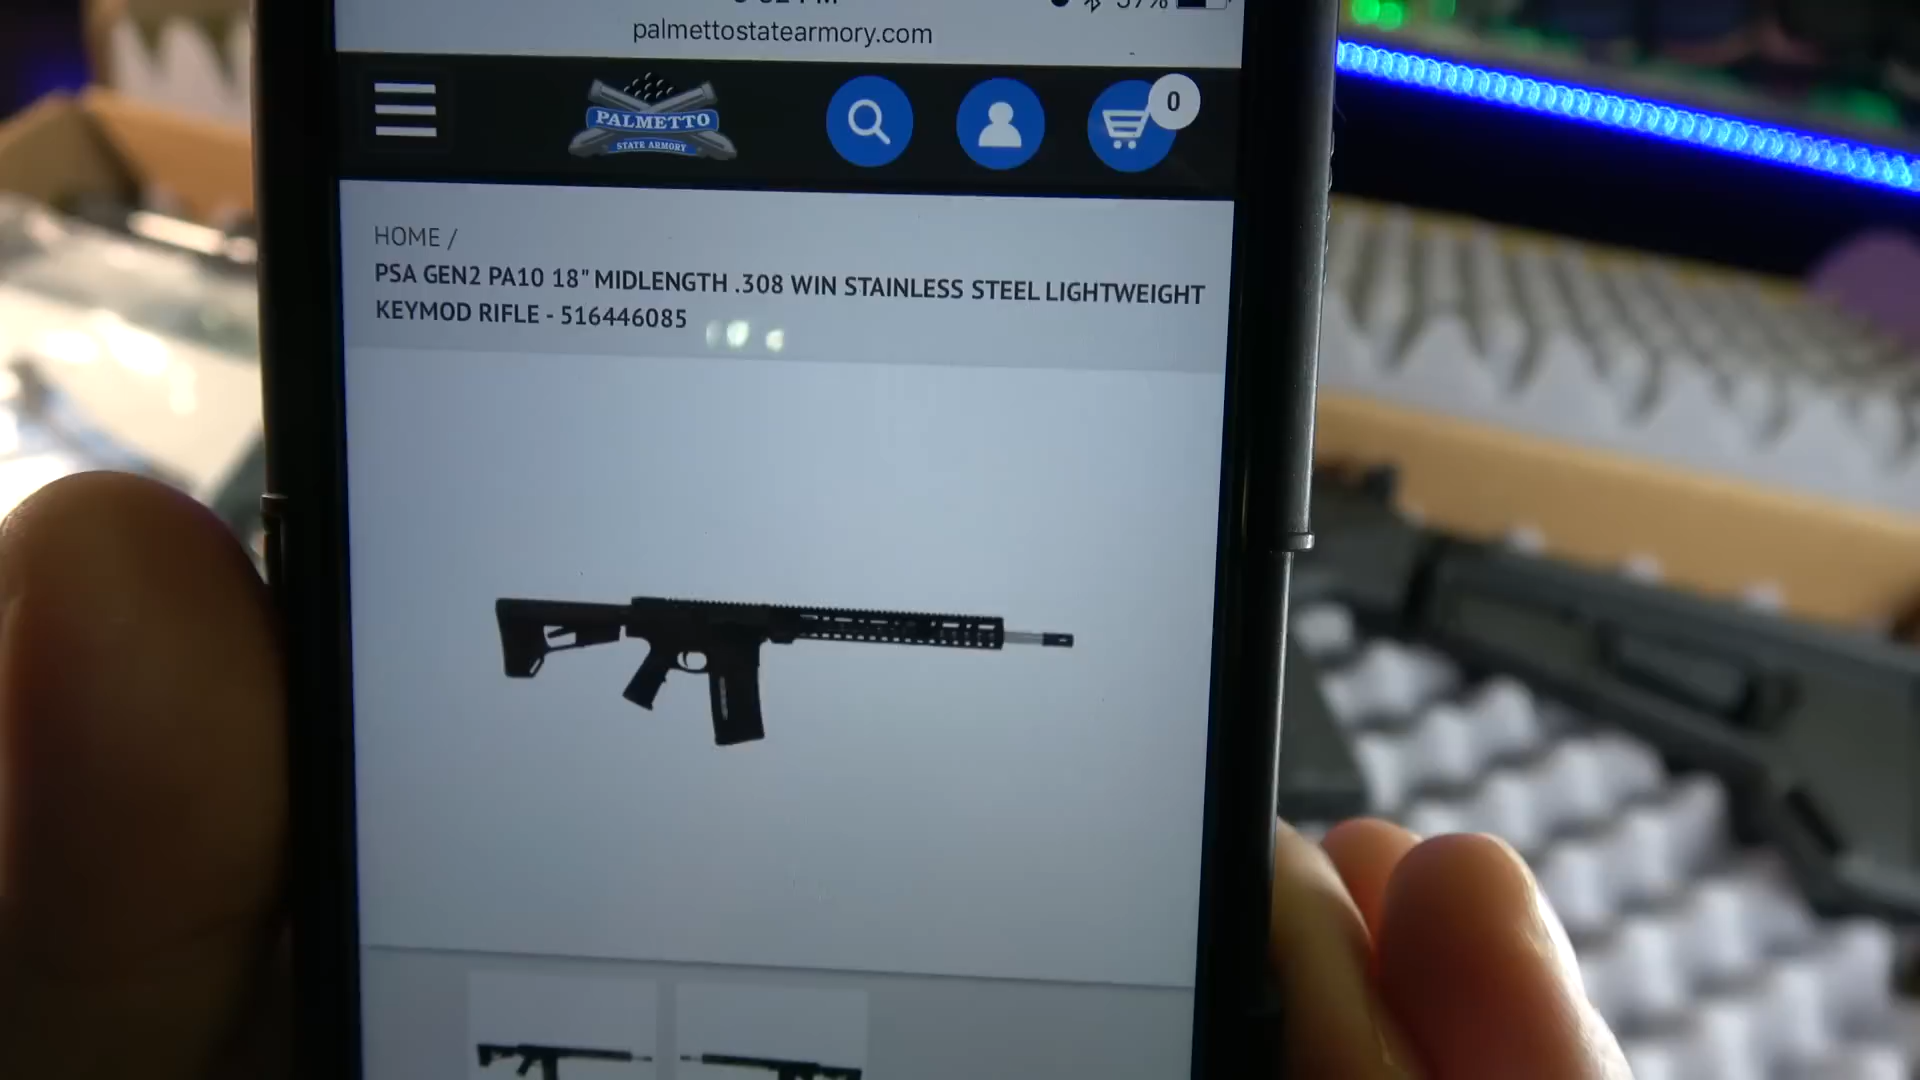 57%
palmettostatearmory.com
PALMETTO
STATE ARMORY
0
HOME /
PSA GEN2 PA10 18" MIDLENGTH .308 WIN STAINLESS STEEL LIGHTWEIGHT
KEYMOD RIFLE - 516446085